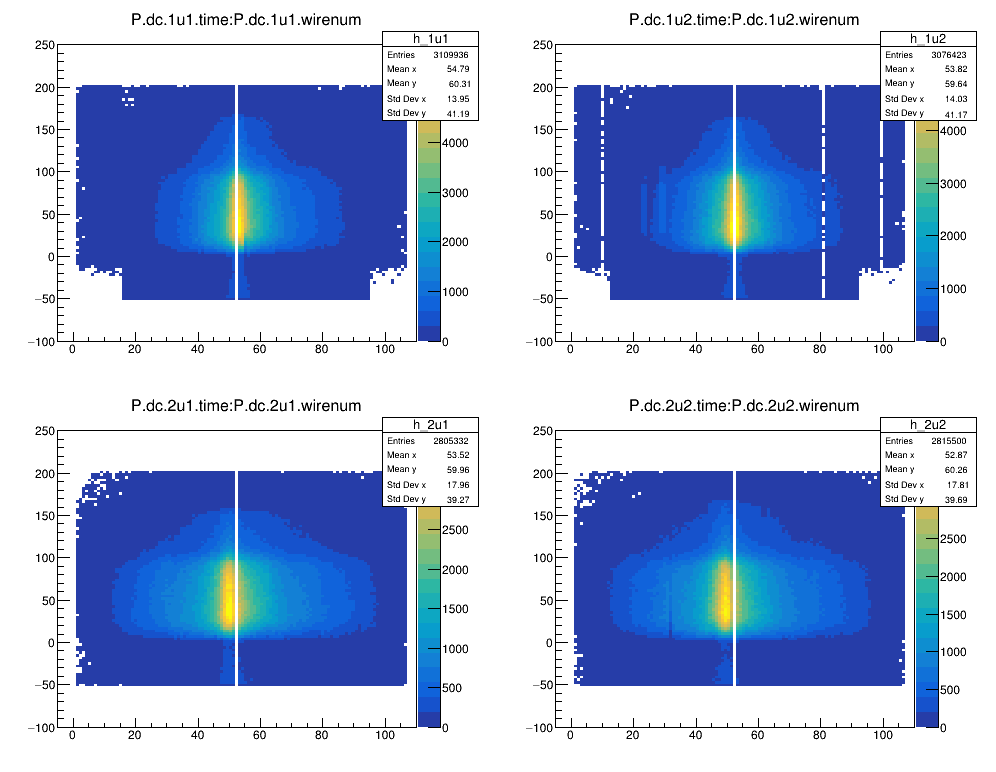 P.dc.1u1.time:P.dc.1u1.wirenum
h_1u1
Entries 3109936
Mean x 54.79
Mean y 60.31
Std Dev x 13.95
Std Dev y 41.19
250
200
150
100
50
0
−50
−100
0 20 40 60 80 100
4000
3000
2000
1000
0
P.dc.1u2.time:P.dc.1u2.wirenum
h_1u2
Entries 3076423
Mean x 53.82
Mean y 59.64
Std Dev x 14.03
Std Dev y 41.17
250
200
150
100
50
0
−50
−100
0 20 40 60 80 100
4000
3000
2000
1000
0
P.dc.2u1.time:P.dc.2u1.wirenum
h_2u1
Entries 2805332
Mean x 53.52
Mean y 59.96
Std Dev x 17.96
Std Dev y 39.27
250
200
150
100
50
0
−50
−100
0 20 40 60 80 100
2500
2000
1500
1000
500
0
P.dc.2u2.time:P.dc.2u2.wirenum
h_2u2
Entries 2815500
Mean x 52.87
Mean y 60.26
Std Dev x 17.81
Std Dev y 39.69
250
200
150
100
50
0
−50
−100
0 20 40 60 80 100
2500
2000
1500
1000
500
0